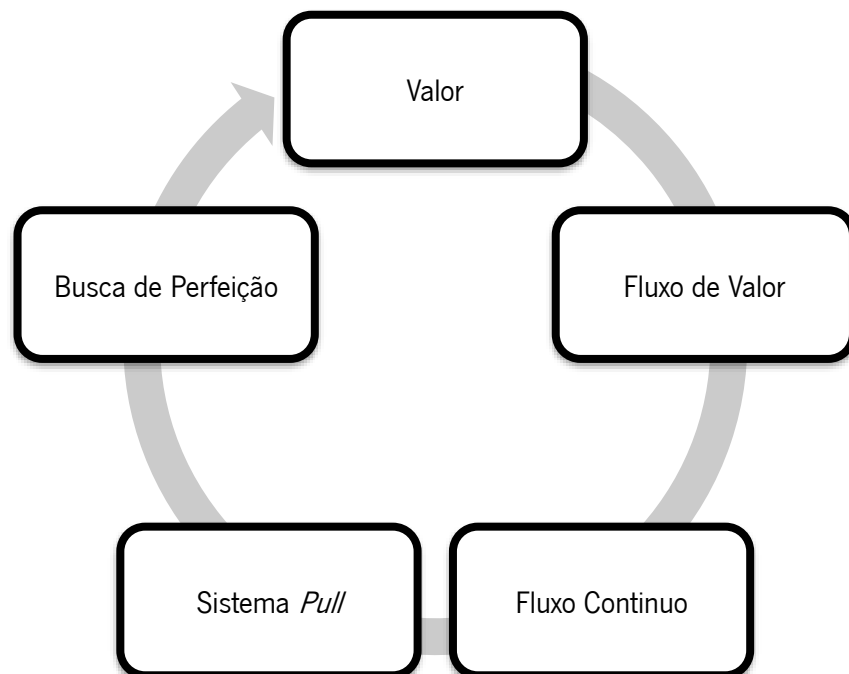 Valor
Busca de Perfeição
Fluxo de Valor
Sistema Pull
Fluxo Continuo